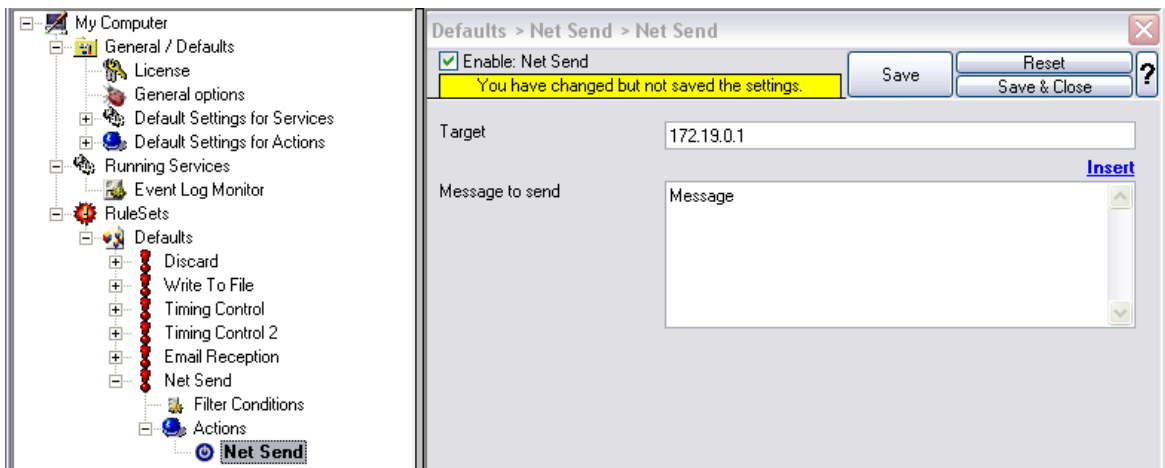 My Computer
General / Defaults
License
General options
Default Settings for Services
Default Settings for Actions
Running Services
Event Log Monitor
RuleSets
Defaults
Discard
Write To File
Timing Control
Timing Control 2
Email Reception
Net Send
Filter Conditions
Actions
Net Send
Defaults > Net Send > Net Send
Enable: Net Send
You have changed but not saved the settings.
Save
Reset
Save & Close
?
Target
172.19.0.1
Insert
Message to send
Message